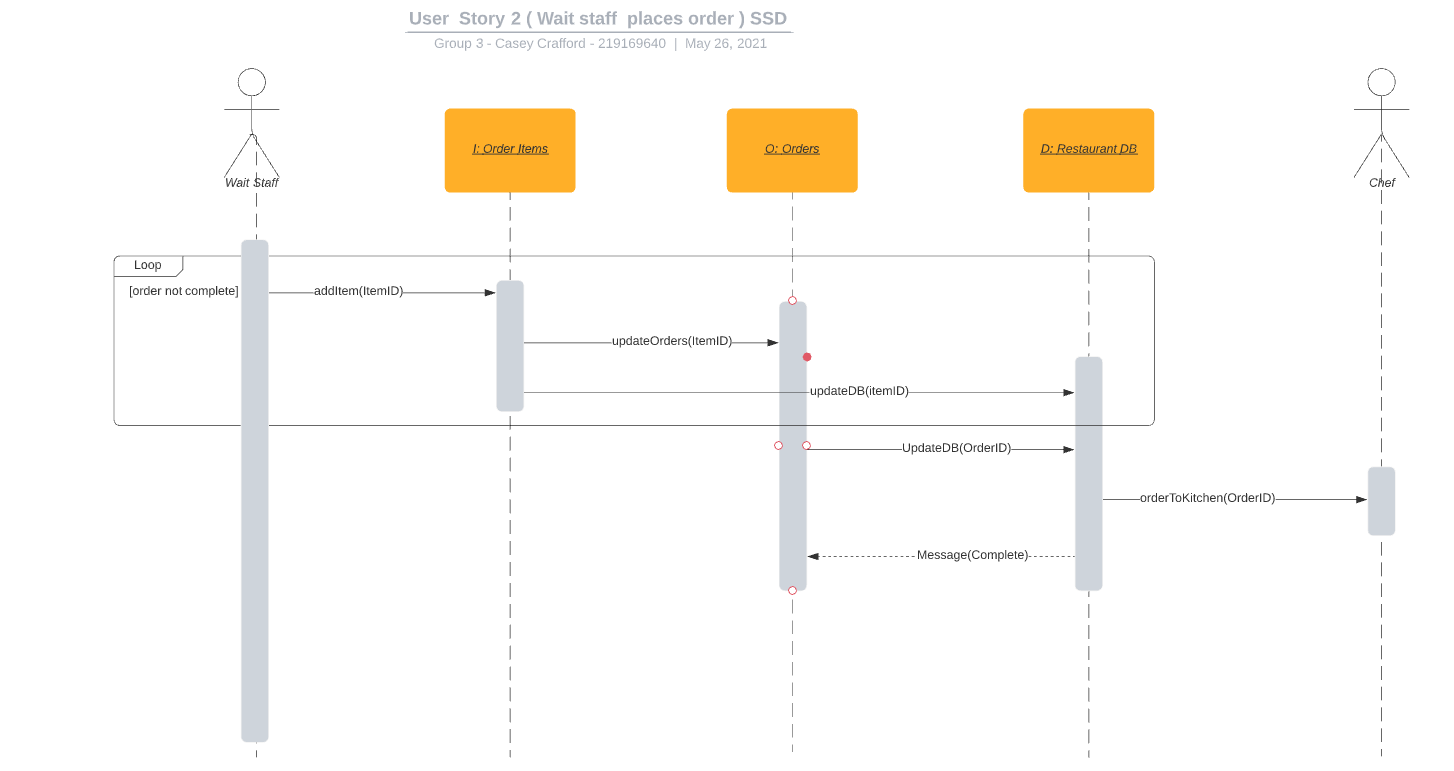 User Story 2 ( Wait staff places order ) SSD
Group 3 - Casey Crafford - 219169640 | May 26, 2021
I: Order Items
O: Orders
D: Restaurant DB
Wait Staff
Chef
Loop
[order not complete]
addItem(ItemID)
updateOrders(ItemID)
updateDB(itemID)
UpdateDB(OrderID)
orderToKitchen(OrderID)
Message(Complete)